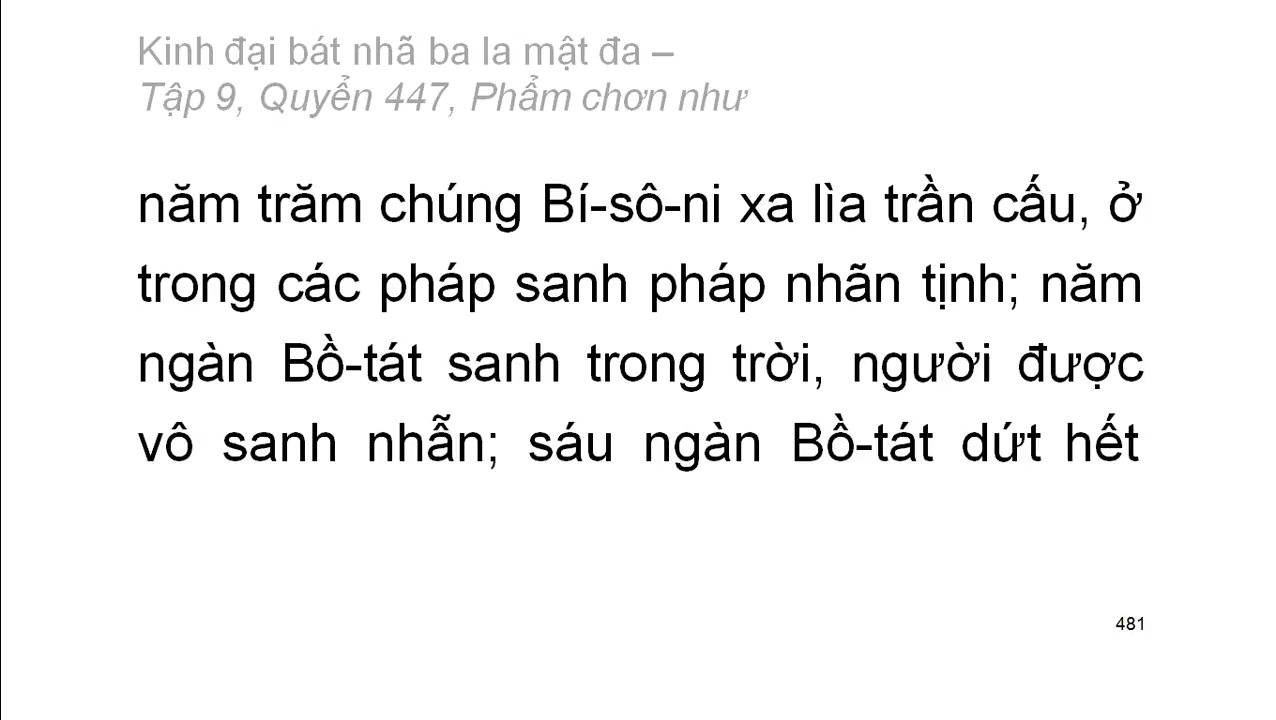 Kinh đại bát nhã ba la mật đa –
Tập 9, Quyển 447, Phẩm chơn như
năm trăm chúng Bí-sô-ni xa lìa trần cấu, ở
trong các pháp sanh pháp nhãn tịnh; năm
ngàn Bồ-tát sanh trong trời, người được
vô sanh nhẫn; sáu ngàn Bồ-tát dứt hết
481